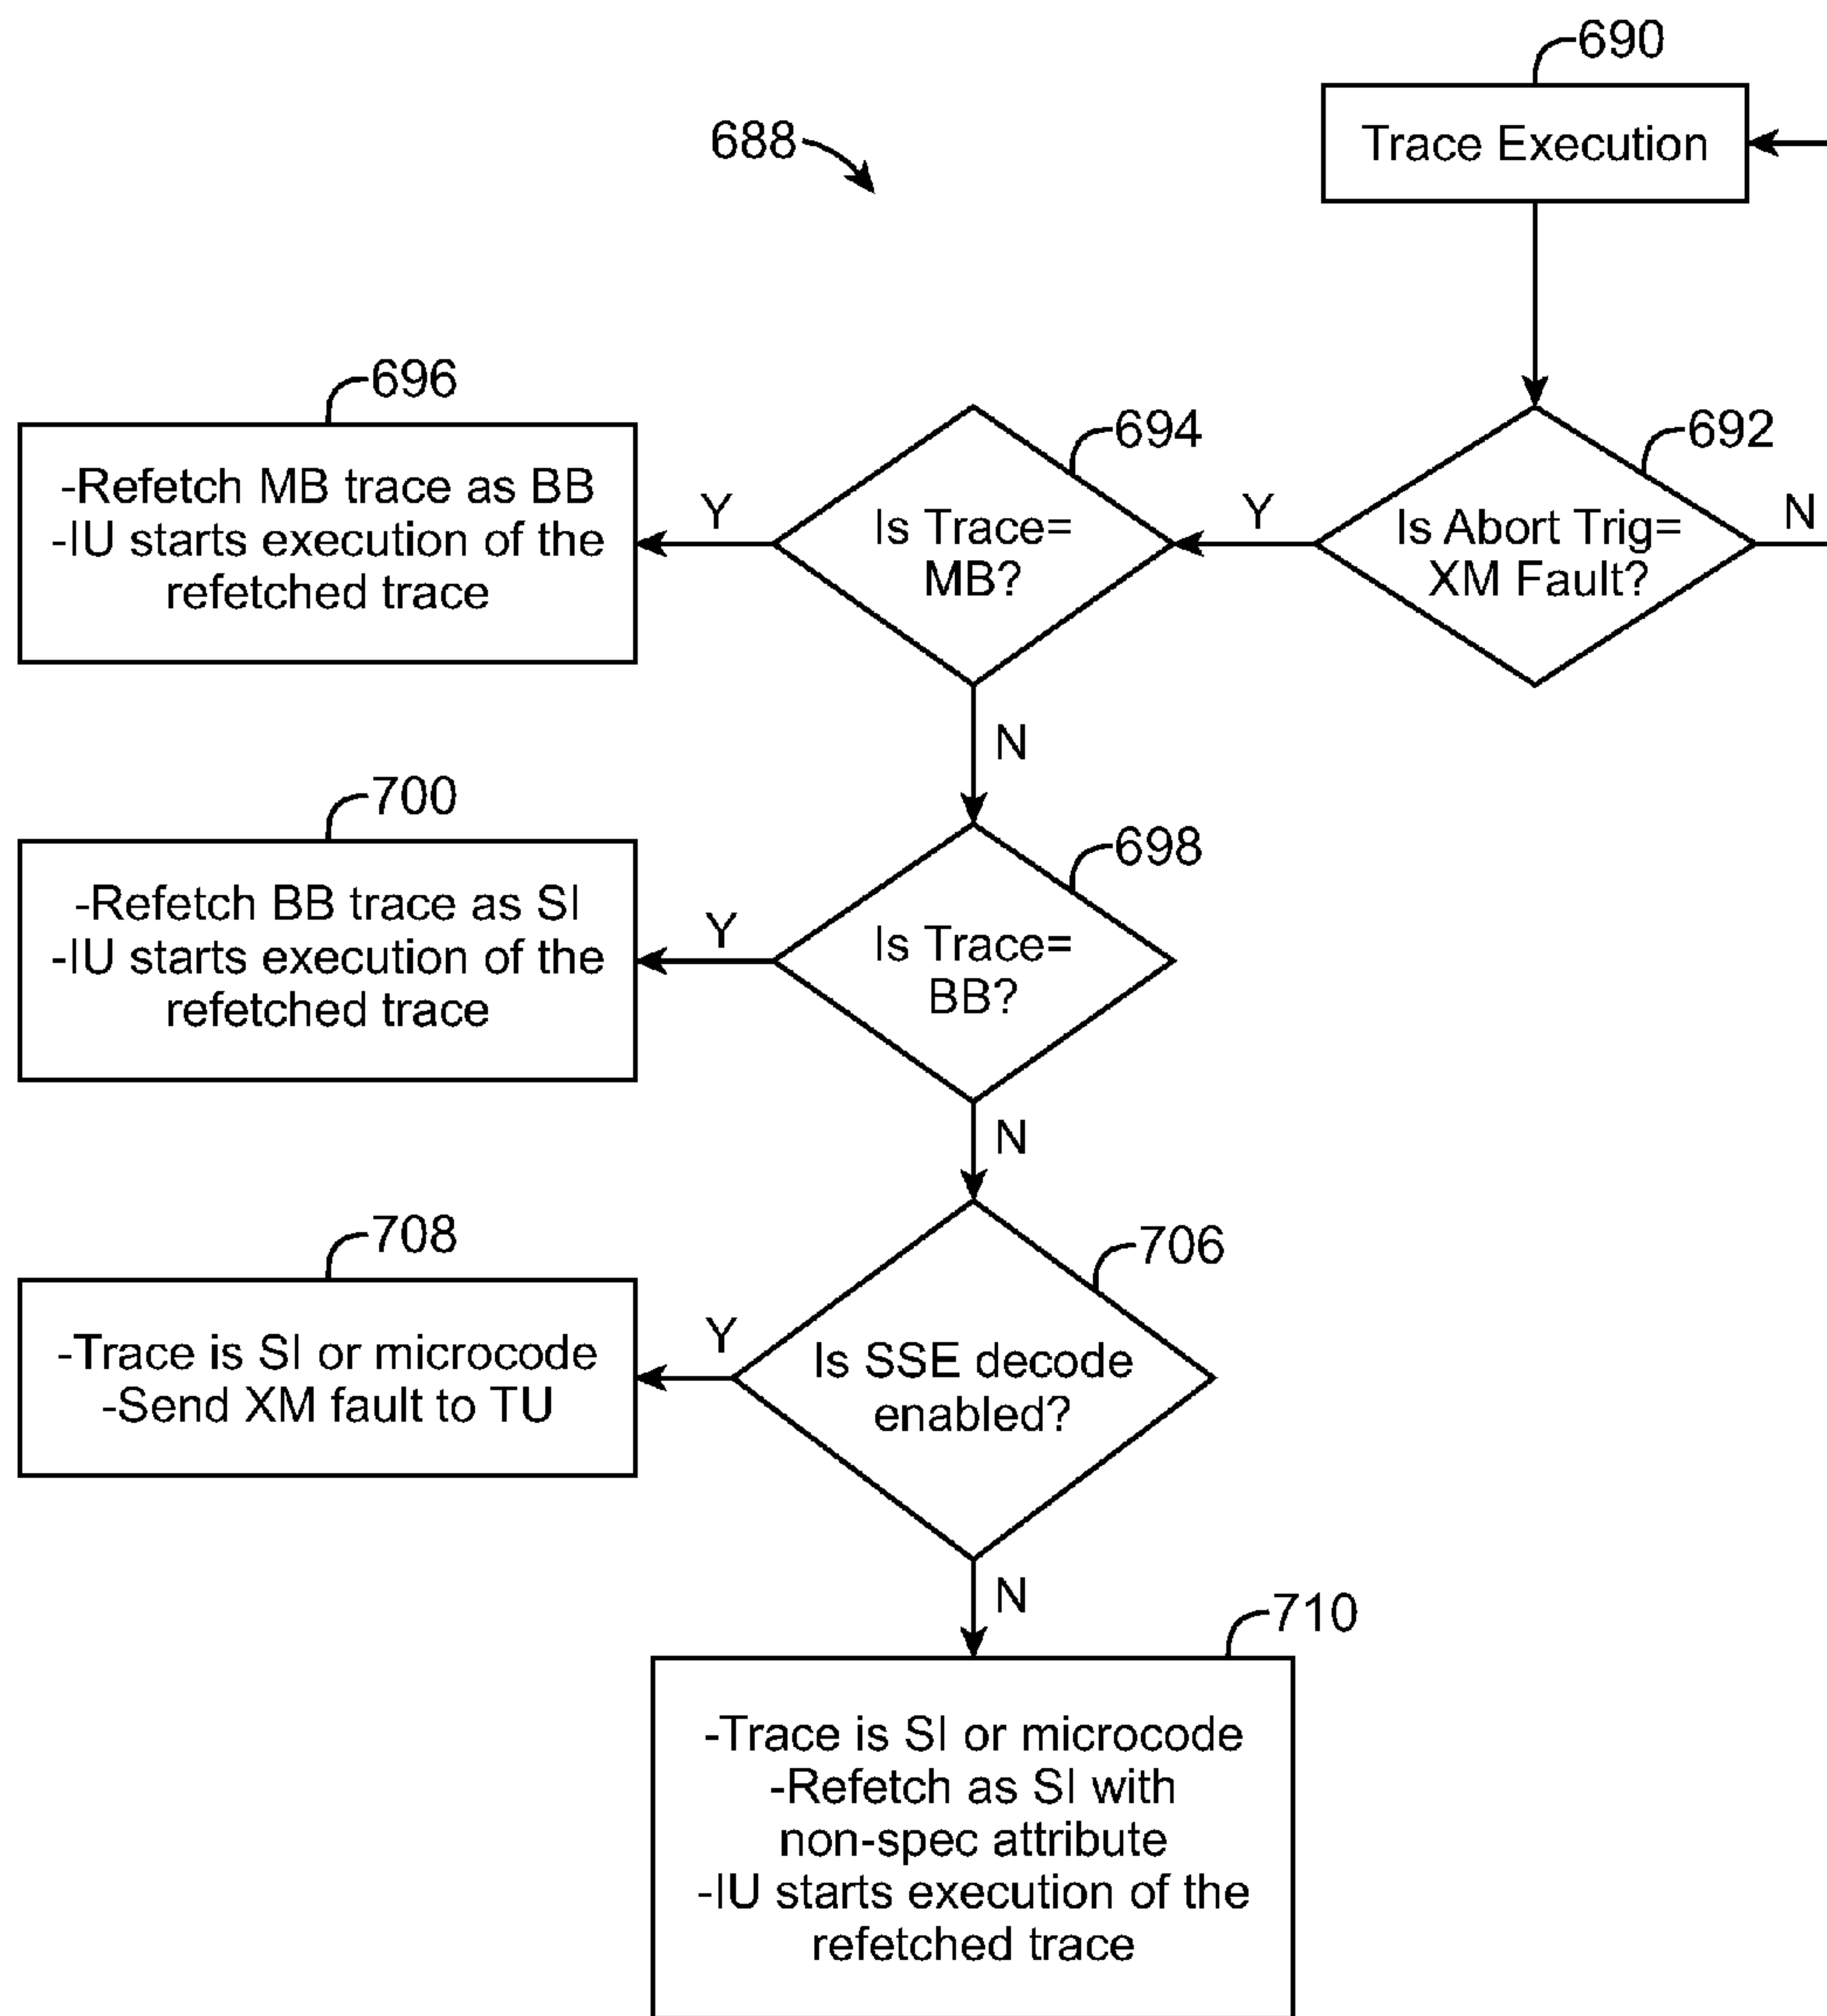 690
Trace Execution
688
692
Is Abort Trig=
XM Fault?
N
Y
694
Is Trace=
MB?
Y
696
-Refetch MB trace as BB
-IU starts execution of the
refetched trace
N
698
Is Trace=
BB?
Y
700
-Refetch BB trace as SI
-IU starts execution of the
refetched trace
N
706
Is SSE decode
enabled?
Y
708
-Trace is SI or microcode
-Send XM fault to TU
N
710
-Trace is SI or microcode
-Refetch as SI with
non-spec attribute
-IU starts execution of the
refetched trace